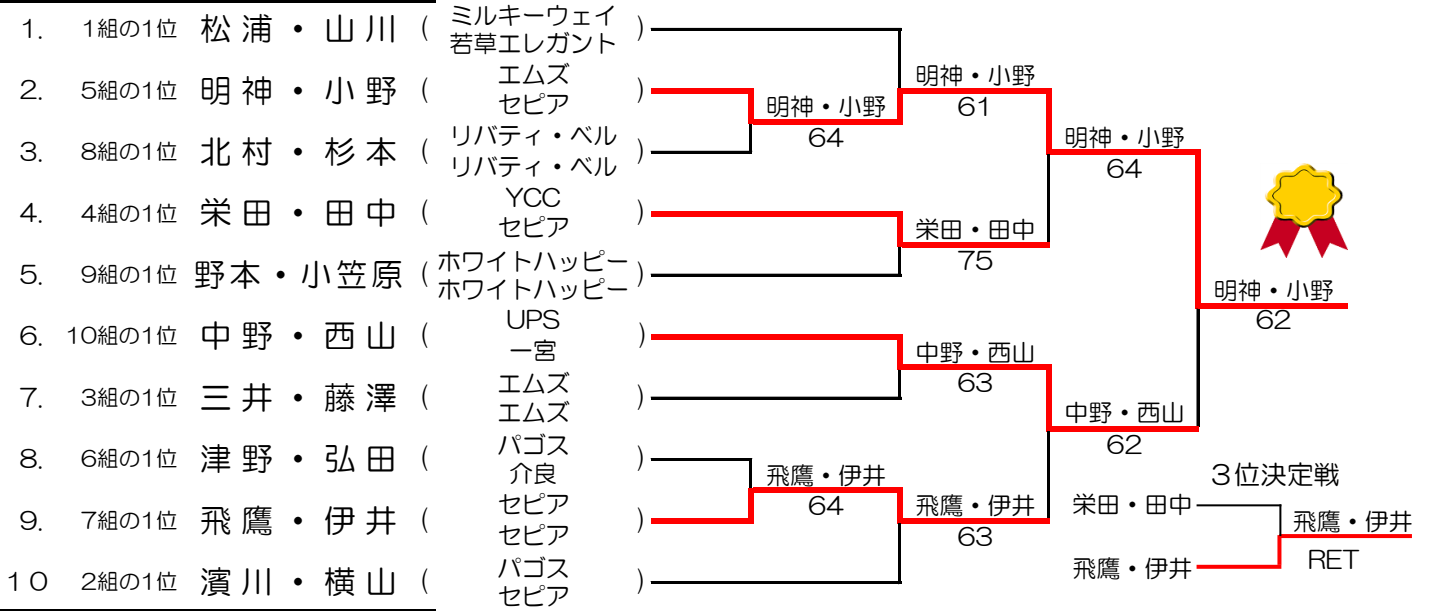 1. 1組の1位 松浦・山川 ( ミルキーウェイ 若草エレガント )
2. 5組の1位 明神・小野 ( エムズ セピア )
3. 8組の1位 北村・杉本 ( リバティ・ベル リバティ・ベル )
4. 4組の1位 栄田・田中 ( YCC セピア )
5. 9組の1位 野本・小笠原 ( ホワイトハッピー ホワイトハッピー )
6. 10組の1位 中野・西山 ( UPS 一宮 )
7. 3組の1位 三井・藤澤 ( エムズ エムズ )
8. 6組の1位 津野・弘田 ( パゴス 介良 )
9. 7組の1位 飛鷹・伊井 ( セピア セピア )
10 2組の1位 濱川・横山 ( パゴス セピア )
明神・小野
64
飛鷹・伊井
64
明神・小野
61
栄田・田中
75
中野・西山
63
飛鷹・伊井
63
明神・小野
64
中野・西山
62
明神・小野
62
3位決定戦
栄田・田中
飛鷹・伊井
飛鷹・伊井
RET